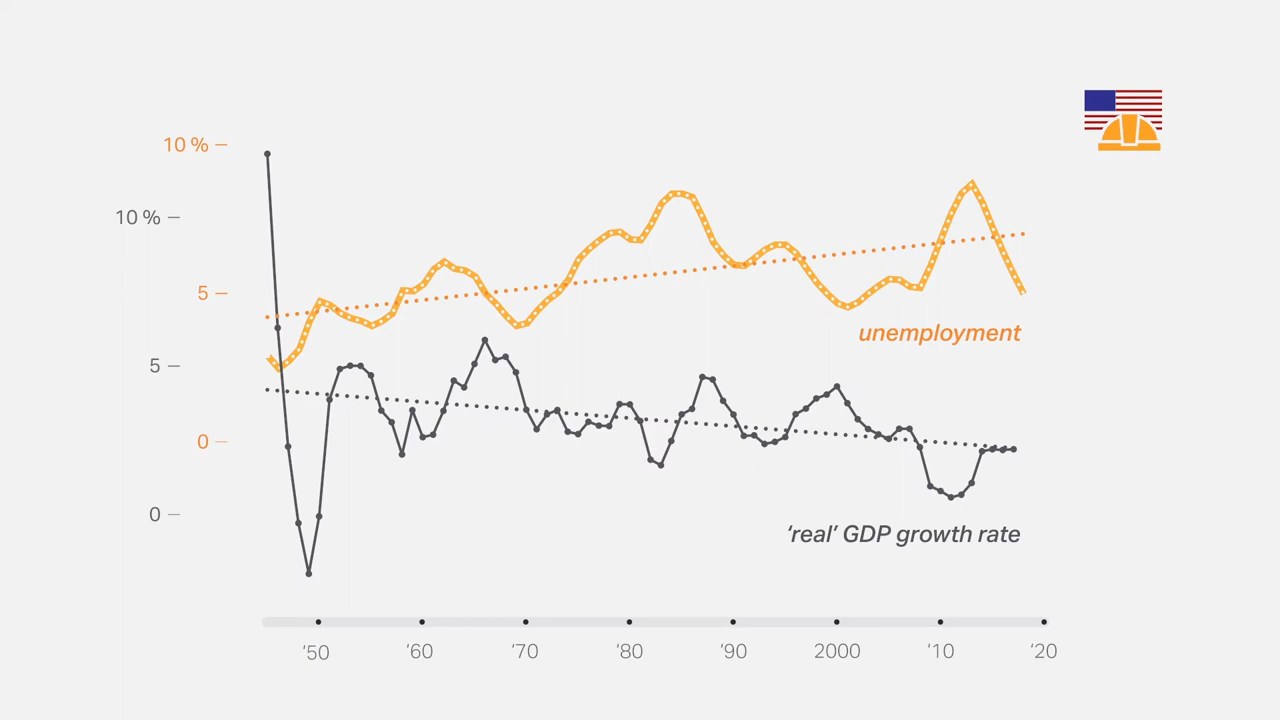 10 %
10 %
5
unemployment
5
0
0
‘real’ GDP growth rate
‘50 ‘60 ‘70 ‘80 ‘90 2000 ‘10 ‘20